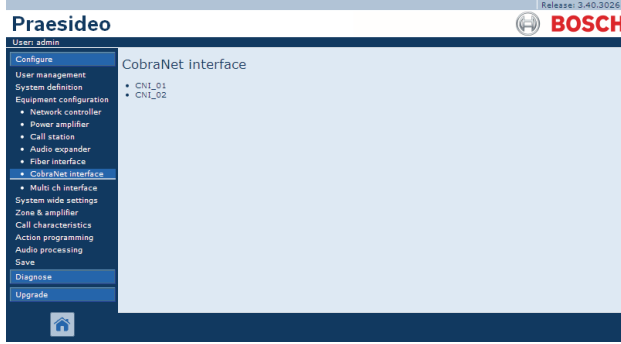 Release: 3.40.3026
Praesideo
BOSCH
User: admin
Configure
User management
System definition
Equipment configuration
• Network controller
• Power amplifier
• Call station
• Audio expander
• Fiber interface
• CobraNet interface
• Multi ch interface
System wide settings
Zone & amplifier
Call characteristics
Action programming
Audio processing
Save
Diagnose
Upgrade
CobraNet interface
• CNI_01
• CNI_02